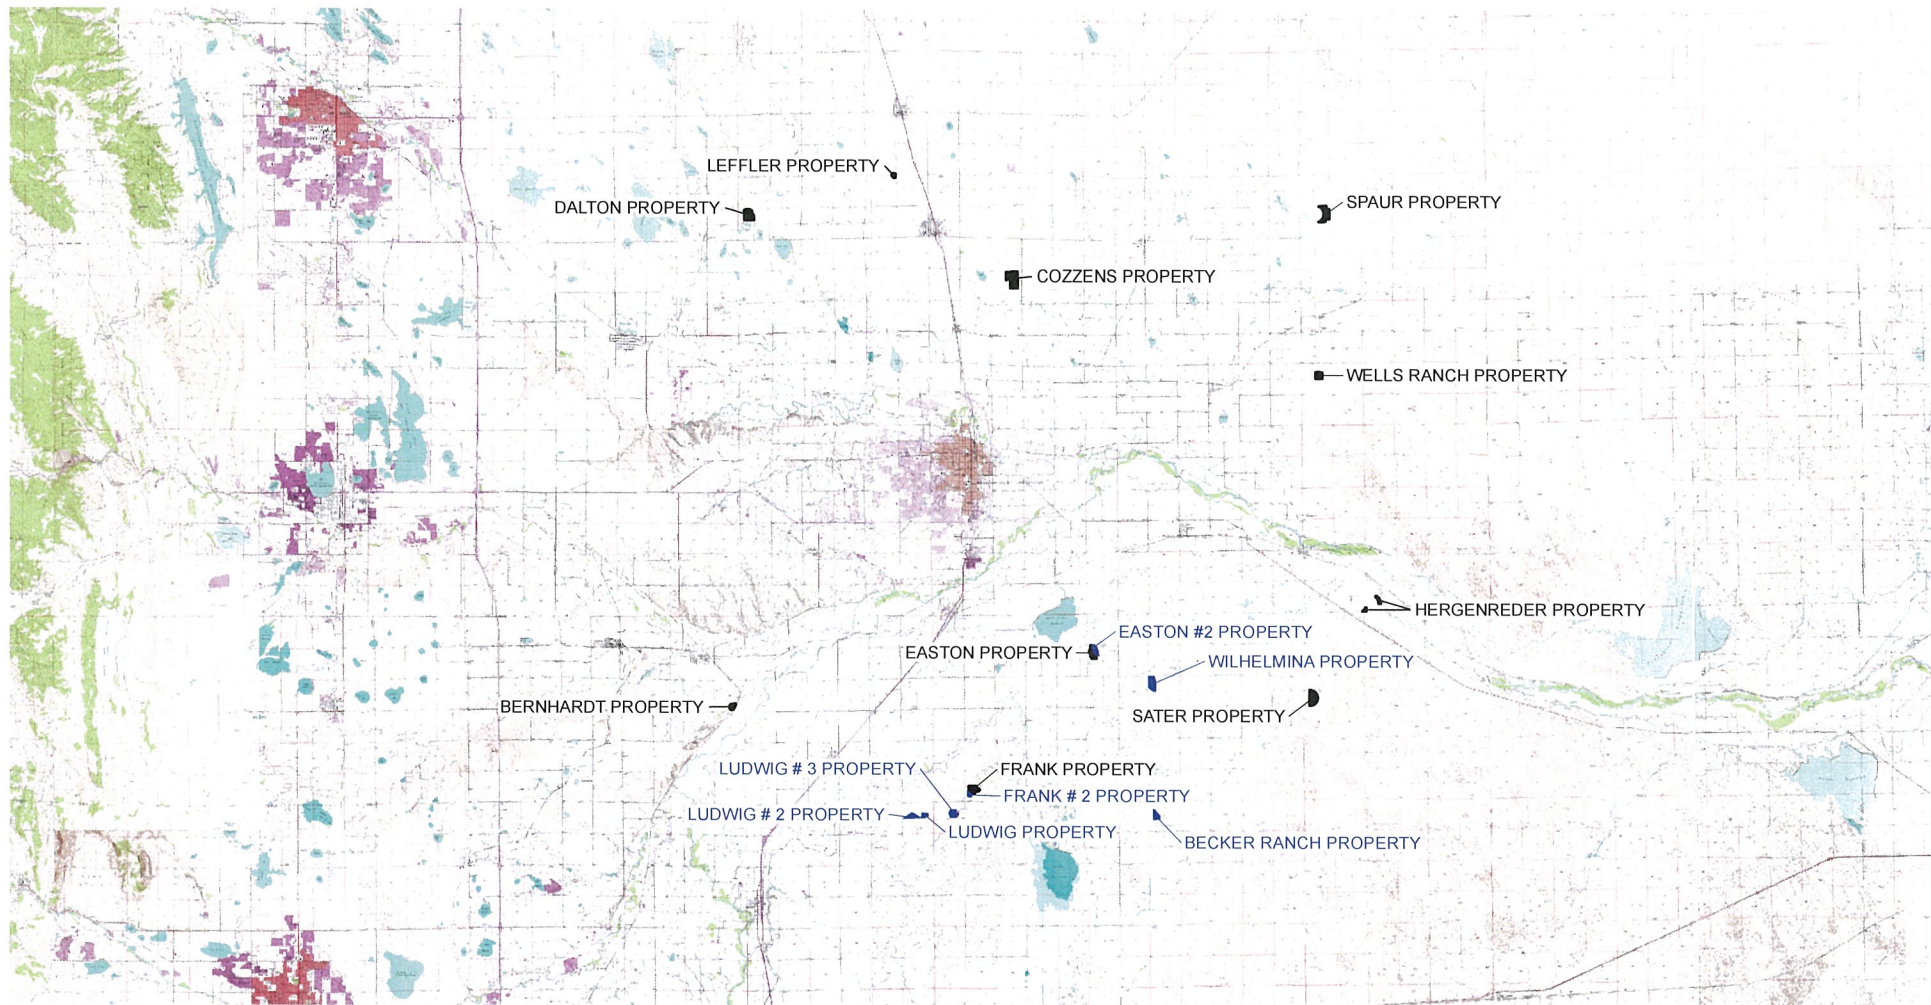 LEFFLER PROPERTY
DALTON PROPERTY
SPAUR PROPERTY
COZZENS PROPERTY
WELLS RANCH PROPERTY
HERGENREDER PROPERTY
EASTON #2 PROPERTY
EASTON PROPERTY
WILHELMINA PROPERTY
BERNHARDT PROPERTY
SATER PROPERTY
LUDWIG # 3 PROPERTY
FRANK PROPERTY
FRANK # 2 PROPERTY
LUDWIG # 2 PROPERTY
LUDWIG PROPERTY
BECKER RANCH PROPERTY